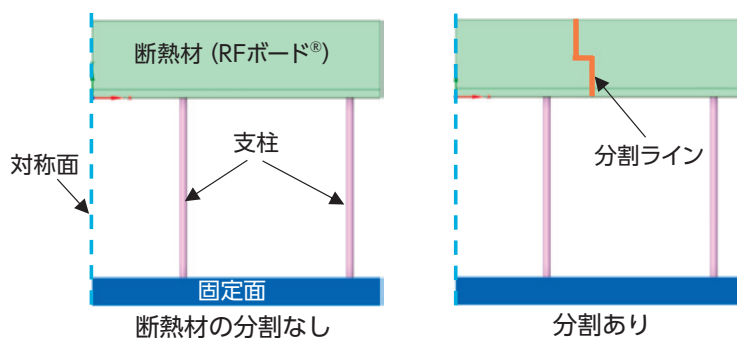 断熱材（RFボード®）
支柱
対称面
固定面
断熱材の分割なし
分割ライン
分割あり